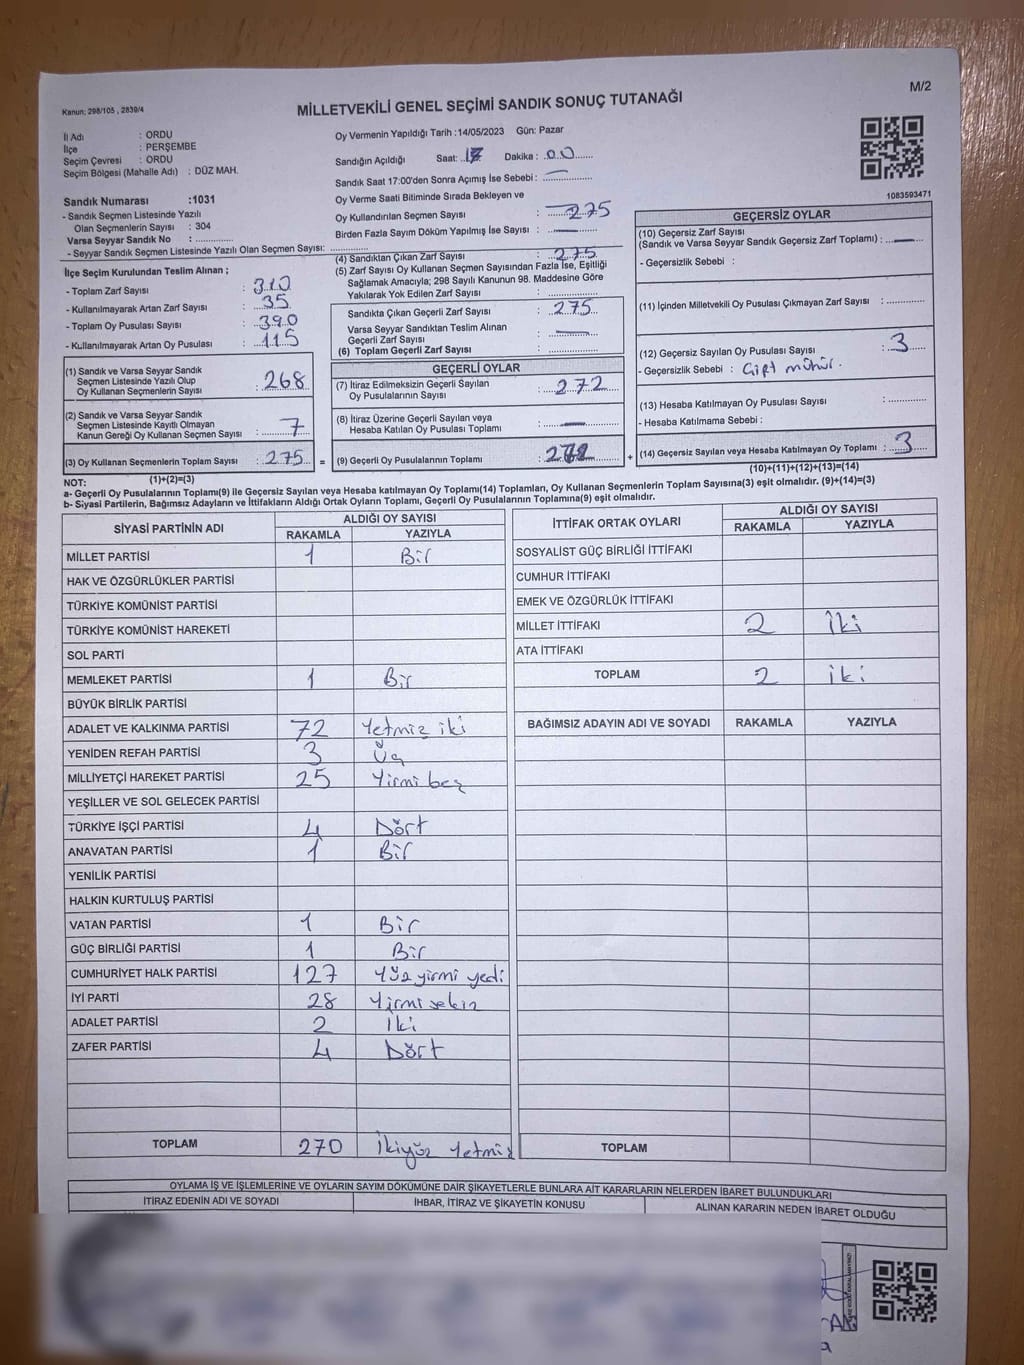 M/2
Kanun: 298/105 , 2839/4
MİLLETVEKİLİ GENEL SEÇİMİ SANDIK SONUÇ TUTANAĞI
İl Adı : ORDU
İlçe : PERŞEMBE
Seçim Çevresi : ORDU
Seçim Bölgesi (Mahalle Adı) : DÜZ MAH.
Sandık Numarası :1031
- Sandık Seçmen Listesinde Yazılı
Olan Seçmenlerin Sayısı : 304
Varsa Seyyar Sandık No :
- Seyyar Sandık Seçmen Listesinde Yazılı Olan Seçmen Sayısı:
Oy Vermenin Yapıldığı Tarih :14/05/2023 Gün: Pazar
Sandığın Açıldığı Saat: 17 Dakika : 00
Sandık Saat 17:00'den Sonra Açımış İse Sebebi :
Oy Verme Saati Bitiminde Sırada Bekleyen ve
Oy Kullandırılan Seçmen Sayısı : 275
Birden Fazla Sayım Döküm Yapılmış İse Sayısı :
1083593471
İlçe Seçim Kurulundan Teslim Alınan ;
- Toplam Zarf Sayısı : 310
- Kullanılmayarak Artan Zarf Sayısı : 35
- Toplam Oy Pusulası Sayısı : 390
- Kullanılmayarak Artan Oy Pusulası : 115
(4) Sandıktan Çıkan Zarf Sayısı : 275
(5) Zarf Sayısı Oy Kullanan Seçmen Sayısından Fazla İse, Eşitliği
Sağlamak Amacıyla; 298 Sayılı Kanunun 98. Maddesine Göre
Yakılarak Yok Edilen Zarf Sayısı :
Sandıkta Çıkan Geçerli Zarf Sayısı : 275
Varsa Seyyar Sandıktan Teslim Alınan
Geçerli Zarf Sayısı :
(6) Toplam Geçerli Zarf Sayısı :
GEÇERSİZ OYLAR
(10) Geçersiz Zarf Sayısı
(Sandık ve Varsa Seyyar Sandık Geçersiz Zarf Toplamı) :
- Geçersizlik Sebebi :
(11) İçinden Milletvekili Oy Pusulası Çıkmayan Zarf Sayısı :
(12) Geçersiz Sayılan Oy Pusulası Sayısı : 3
- Geçersizlik Sebebi : Çift mühür.
(13) Hesaba Katılmayan Oy Pusulası Sayısı :
- Hesaba Katılmama Sebebi :
(14) Geçersiz Sayılan veya Hesaba Katılmayan Oy Toplamı : 3
(10)+(11)+(12)+(13)=(14)
(1) Sandık ve Varsa Seyyar Sandık
Seçmen Listesinde Yazılı Olup
Oy Kullanan Seçmenlerin Sayısı : 268
(2) Sandık ve Varsa Seyyar Sandık
Seçmen Listesinde Kayıtlı Olmayan
Kanun Gereği Oy Kullanan Seçmen Sayısı : 7
(3) Oy Kullanan Seçmenlerin Toplam Sayısı : 275 =
(1)+(2)=(3)
GEÇERLİ OYLAR
(7) İtiraz Edilmeksizin Geçerli Sayılan
Oy Pusulalarının Sayısı : 272
(8) İtiraz Üzerine Geçerli Sayılan veya
Hesaba Katılan Oy Pusulası Toplamı :
(9) Geçerli Oy Pusulalarının Toplamı : 272 +
NOT:
a- Geçerli Oy Pusulalarının Toplamı(9) ile Geçersiz Sayılan veya Hesaba katılmayan Oy Toplamı(14) Toplamları, Oy Kullanan Seçmenlerin Toplam Sayısına(3) eşit olmalıdır. (9)+(14)=(3)
b- Siyasi Partilerin, Bağımsız Adayların ve İttifakların Aldığı Ortak Oyların Toplamı, Geçerli Oy Pusulalarının Toplamına(9) eşit olmalıdır.
SİYASİ PARTİNİN ADI ALDIĞI OY SAYISI
RAKAMLA YAZIYLA
MİLLET PARTİSİ 1 Bir
HAK VE ÖZGÜRLÜKLER PARTİSİ
TÜRKİYE KOMÜNİST PARTİSİ
TÜRKİYE KOMÜNİST HAREKETİ
SOL PARTİ
MEMLEKET PARTİSİ 1 Bir
BÜYÜK BİRLİK PARTİSİ
ADALET VE KALKINMA PARTİSİ 72 Yetmiş iki
YENİDEN REFAH PARTİSİ 3 Üç
MİLLİYETÇİ HAREKET PARTİSİ 25 Yirmi beş
YEŞİLLER VE SOL GELECEK PARTİSİ
TÜRKİYE İŞÇİ PARTİSİ 4 Dört
ANAVATAN PARTİSİ 1 Bir
YENİLİK PARTİSİ
HALKIN KURTULUŞ PARTİSİ
VATAN PARTİSİ 1 Bir
GÜÇ BİRLİĞİ PARTİSİ 1 Bir
CUMHURİYET HALK PARTİSİ 127 Yüz yirmi yedi
İYİ PARTİ 28 Yirmi sekiz
ADALET PARTİSİ 2 İki
ZAFER PARTİSİ 4 Dört
TOPLAM 270 İkiyüz Yetmiş
İTTİFAK ORTAK OYLARI ALDIĞI OY SAYISI
RAKAMLA YAZIYLA
SOSYALİST GÜÇ BİRLİĞİ İTTİFAKI
CUMHUR İTTİFAKI
EMEK VE ÖZGÜRLÜK İTTİFAKI
MİLLET İTTİFAKI 2 İki
ATA İTTİFAKI
TOPLAM 2 iki
BAĞIMSIZ ADAYIN ADI VE SOYADI RAKAMLA YAZIYLA
TOPLAM
OYLAMA İŞ VE İŞLEMLERİNE VE OYLARIN SAYIM DÖKÜMÜNE DAİR ŞİKAYETLERLE BUNLARA AİT KARARLARIN NELERDEN İBARET BULUNDUKLARI
İTİRAZ EDENİN ADI VE SOYADI İHBAR, İTİRAZ VE ŞİKAYETİN KONUSU ALINAN KARARIN NEDEN İBARET OLDUĞU